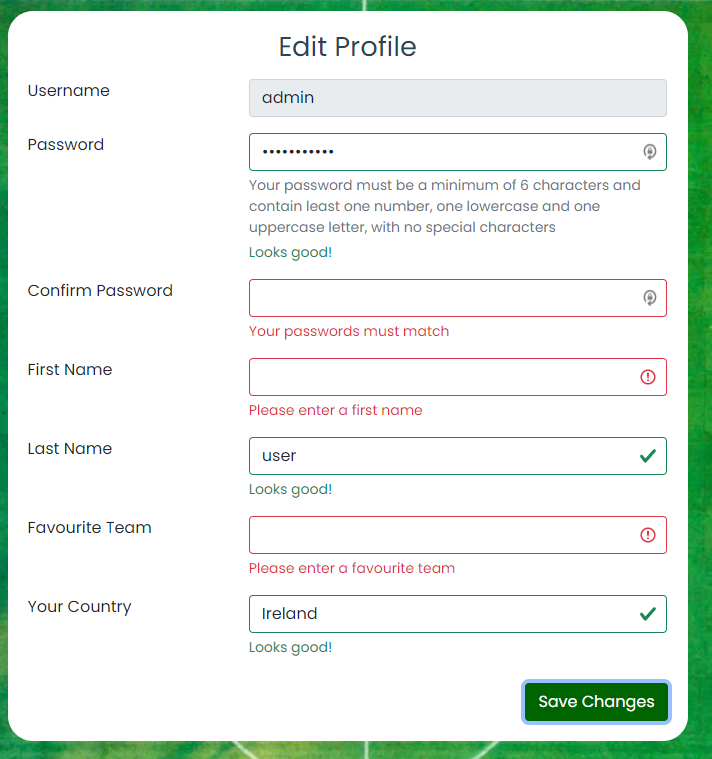 Edit Profile
Username
admin
Password
•••••••••••
Your password must be a minimum of 6 characters and
contain least one number, one lowercase and one
uppercase letter, with no special characters
Looks good!
Confirm Password
Your passwords must match
First Name
Please enter a first name
Last Name
user
Looks good!
Favourite Team
Please enter a favourite team
Your Country
Ireland
Looks good!
Save Changes